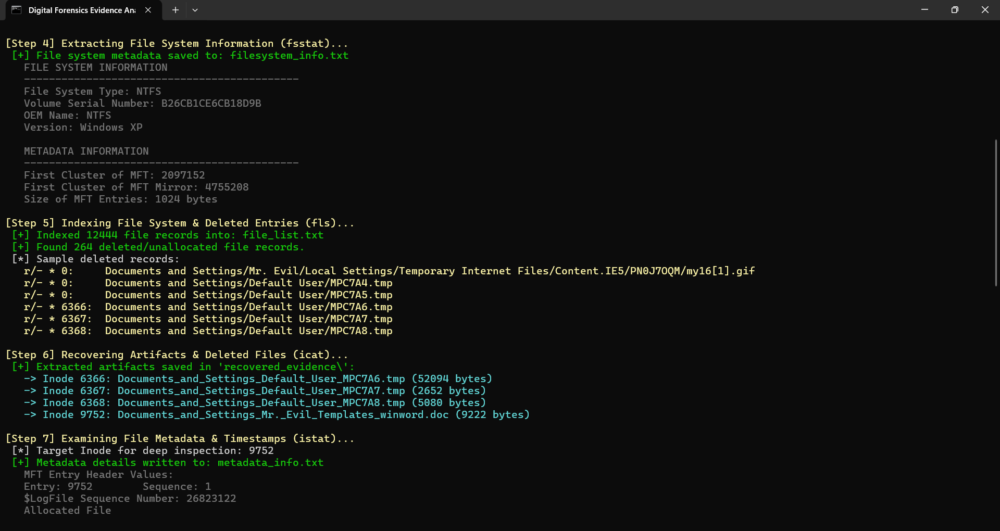 Digital Forensics Evidence Ana
[Step 4] Extracting File System Information (fsstat)...
[+] File system metadata saved to: filesystem_info.txt
FILE SYSTEM INFORMATION
--------------------------------------------
File System Type: NTFS
Volume Serial Number: B26CB1CE6CB18D9B
OEM Name: NTFS
Version: Windows XP
METADATA INFORMATION
--------------------------------------------
First Cluster of MFT: 2097152
First Cluster of MFT Mirror: 4755208
Size of MFT Entries: 1024 bytes
[Step 5] Indexing File System & Deleted Entries (fls)...
[+] Indexed 12444 file records into: file_list.txt
[+] Found 264 deleted/unallocated file records.
[*] Sample deleted records:
r/- * 0:     Documents and Settings/Mr. Evil/Local Settings/Temporary Internet Files/Content.IE5/PN0J7OQM/my16[1].gif
r/- * 0:     Documents and Settings/Default User/MPC7A4.tmp
r/- * 0:     Documents and Settings/Default User/MPC7A5.tmp
r/- * 6366:  Documents and Settings/Default User/MPC7A6.tmp
r/- * 6367:  Documents and Settings/Default User/MPC7A7.tmp
r/- * 6368:  Documents and Settings/Default User/MPC7A8.tmp
[Step 6] Recovering Artifacts & Deleted Files (icat)...
[+] Extracted artifacts saved in 'recovered_evidence\':
-> Inode 6366: Documents_and_Settings_Default_User_MPC7A6.tmp (52094 bytes)
-> Inode 6367: Documents_and_Settings_Default_User_MPC7A7.tmp (2652 bytes)
-> Inode 6368: Documents_and_Settings_Default_User_MPC7A8.tmp (5080 bytes)
-> Inode 9752: Documents_and_Settings_Mr._Evil_Templates_winword.doc (9222 bytes)
[Step 7] Examining File Metadata & Timestamps (istat)...
[*] Target Inode for deep inspection: 9752
[+] Metadata details written to: metadata_info.txt
MFT Entry Header Values:
Entry: 9752        Sequence: 1
$LogFile Sequence Number: 26823122
Allocated File